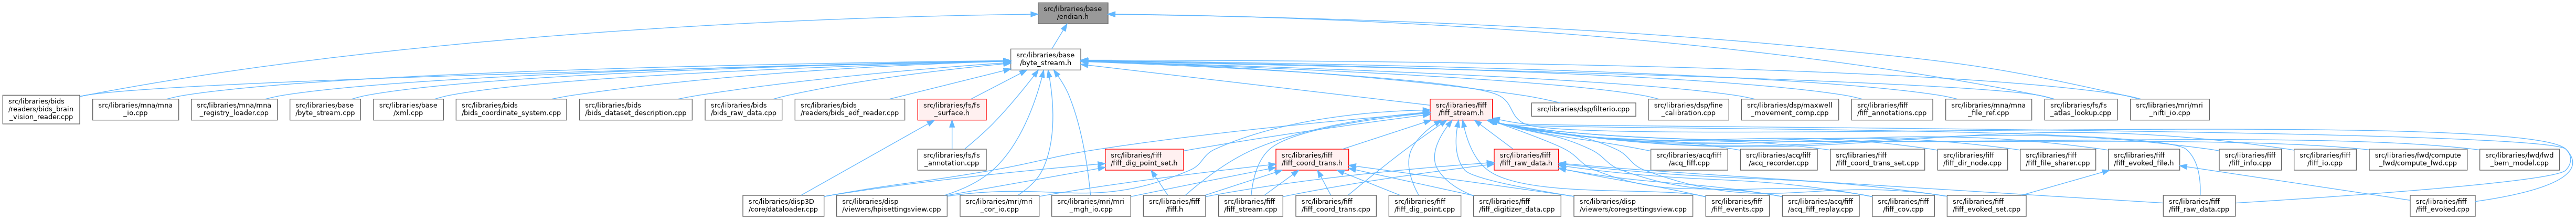 src/libraries/base
/endian.h
src/libraries/base
/byte_stream.h
src/libraries/bids
/readers/bids_brain
_vision_reader.cpp
src/libraries/mna/mna
_io.cpp
src/libraries/mna/mna
_registry_loader.cpp
src/libraries/base
/byte_stream.cpp
src/libraries/base
/xml.cpp
src/libraries/bids
/bids_coordinate_system.cpp
src/libraries/bids
/bids_dataset_description.cpp
src/libraries/bids
/bids_raw_data.cpp
src/libraries/bids
/readers/bids_edf_reader.cpp
src/libraries/fs/fs
_surface.h
src/libraries/fiff
/fiff_stream.h
src/libraries/dsp/filterio.cpp
src/libraries/dsp/fine
_calibration.cpp
src/libraries/dsp/maxwell
_movement_comp.cpp
src/libraries/fiff
/fiff_annotations.cpp
src/libraries/mna/mna
_file_ref.cpp
src/libraries/fs/fs
_atlas_lookup.cpp
src/libraries/mri/mri
_nifti_io.cpp
src/libraries/fs/fs
_annotation.cpp
src/libraries/fiff
/fiff_dig_point_set.h
src/libraries/fiff
/fiff_coord_trans.h
src/libraries/fiff
/fiff_raw_data.h
src/libraries/acq/fiff
_acq_fiff.cpp
src/libraries/acq/fiff
/acq_recorder.cpp
src/libraries/fiff
/fiff_coord_trans_set.cpp
src/libraries/fiff
/fiff_dir_node.cpp
src/libraries/fiff
/fiff_file_sharer.cpp
src/libraries/fiff
/fiff_evoked_file.h
src/libraries/fiff
/fiff_info.cpp
src/libraries/fiff
/fiff_io.cpp
src/libraries/fwd/compute
_fwd/compute_fwd.cpp
src/libraries/fwd/fwd
_bem_model.cpp
src/libraries/disp3D
/core/dataloader.cpp
src/libraries/disp
/viewers/hpisettingsview.cpp
src/libraries/mri/mri
_cor_io.cpp
src/libraries/mri/mri
_mgh_io.cpp
src/libraries/fiff
/fiff.h
src/libraries/fiff
/fiff_stream.cpp
src/libraries/fiff
/fiff_coord_trans.cpp
src/libraries/fiff
/fiff_dig_point.cpp
src/libraries/fiff
/fiff_digitizer_data.cpp
src/libraries/disp
/viewers/coregsettingsview.cpp
src/libraries/fiff
/fiff_events.cpp
src/libraries/acq/fiff
/acq_fiff_replay.cpp
src/libraries/fiff
/fiff_cov.cpp
src/libraries/fiff
/fiff_evoked_set.cpp
src/libraries/fiff
/fiff_raw_data.cpp
src/libraries/fiff
/fiff_evoked.cpp